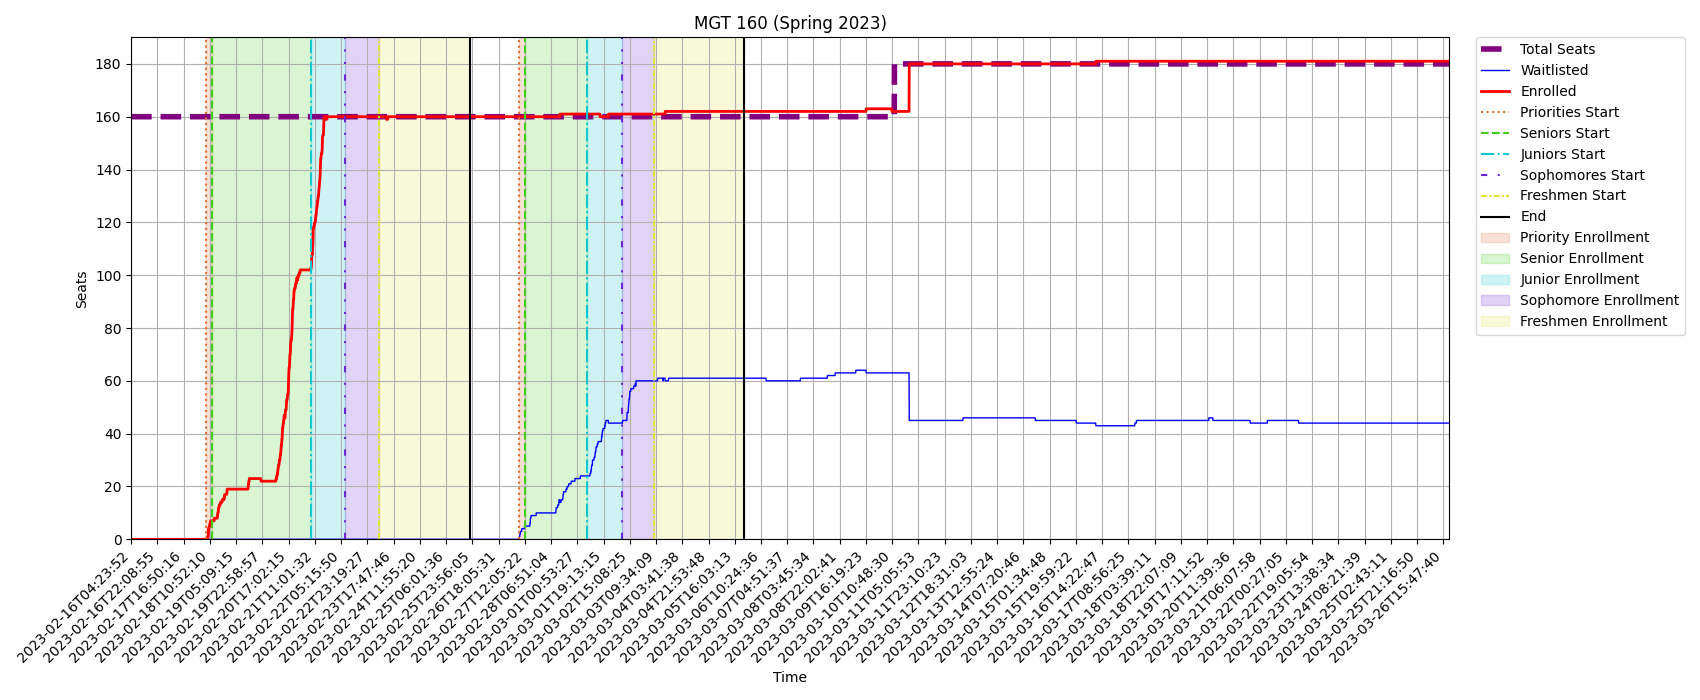 MGT 160 (Spring 2023)
Seats
180
160
140
120
100
80
60
40
20
0
2023-02-16T04:23:52
2023-02-16T22:08:55
2023-02-17T16:50:16
2023-02-18T10:52:10
2023-02-19T05:09:15
2023-02-19T22:58:57
2023-02-20T17:02:15
2023-02-21T11:01:32
2023-02-22T05:15:50
2023-02-22T23:19:27
2023-02-23T17:47:46
2023-02-24T11:55:20
2023-02-25T06:01:36
2023-02-25T23:56:05
2023-02-26T18:05:31
2023-02-27T12:05:22
2023-02-28T06:51:04
2023-03-01T00:53:27
2023-03-01T19:13:15
2023-03-02T15:08:25
2023-03-03T09:34:09
2023-03-04T03:41:38
2023-03-04T21:53:48
2023-03-05T16:03:13
2023-03-06T10:24:36
2023-03-07T04:51:37
2023-03-08T03:45:34
2023-03-08T22:02:41
2023-03-09T16:19:23
2023-03-10T10:48:30
2023-03-11T05:05:53
2023-03-11T23:10:23
2023-03-12T18:31:03
2023-03-13T12:55:24
2023-03-14T07:20:46
2023-03-15T01:34:48
2023-03-15T19:59:22
2023-03-16T14:22:47
2023-03-17T08:56:25
2023-03-18T03:39:11
2023-03-18T22:07:09
2023-03-19T17:11:52
2023-03-20T11:39:36
2023-03-21T06:07:58
2023-03-22T00:27:05
2023-03-22T19:05:54
2023-03-23T13:38:34
2023-03-24T08:21:39
2023-03-25T02:43:11
2023-03-25T21:16:50
2023-03-26T15:47:40
Time
Total Seats
Waitlisted
Enrolled
Priorities Start
Seniors Start
Juniors Start
Sophomores Start
Freshmen Start
End
Priority Enrollment
Senior Enrollment
Junior Enrollment
Sophomore Enrollment
Freshmen Enrollment